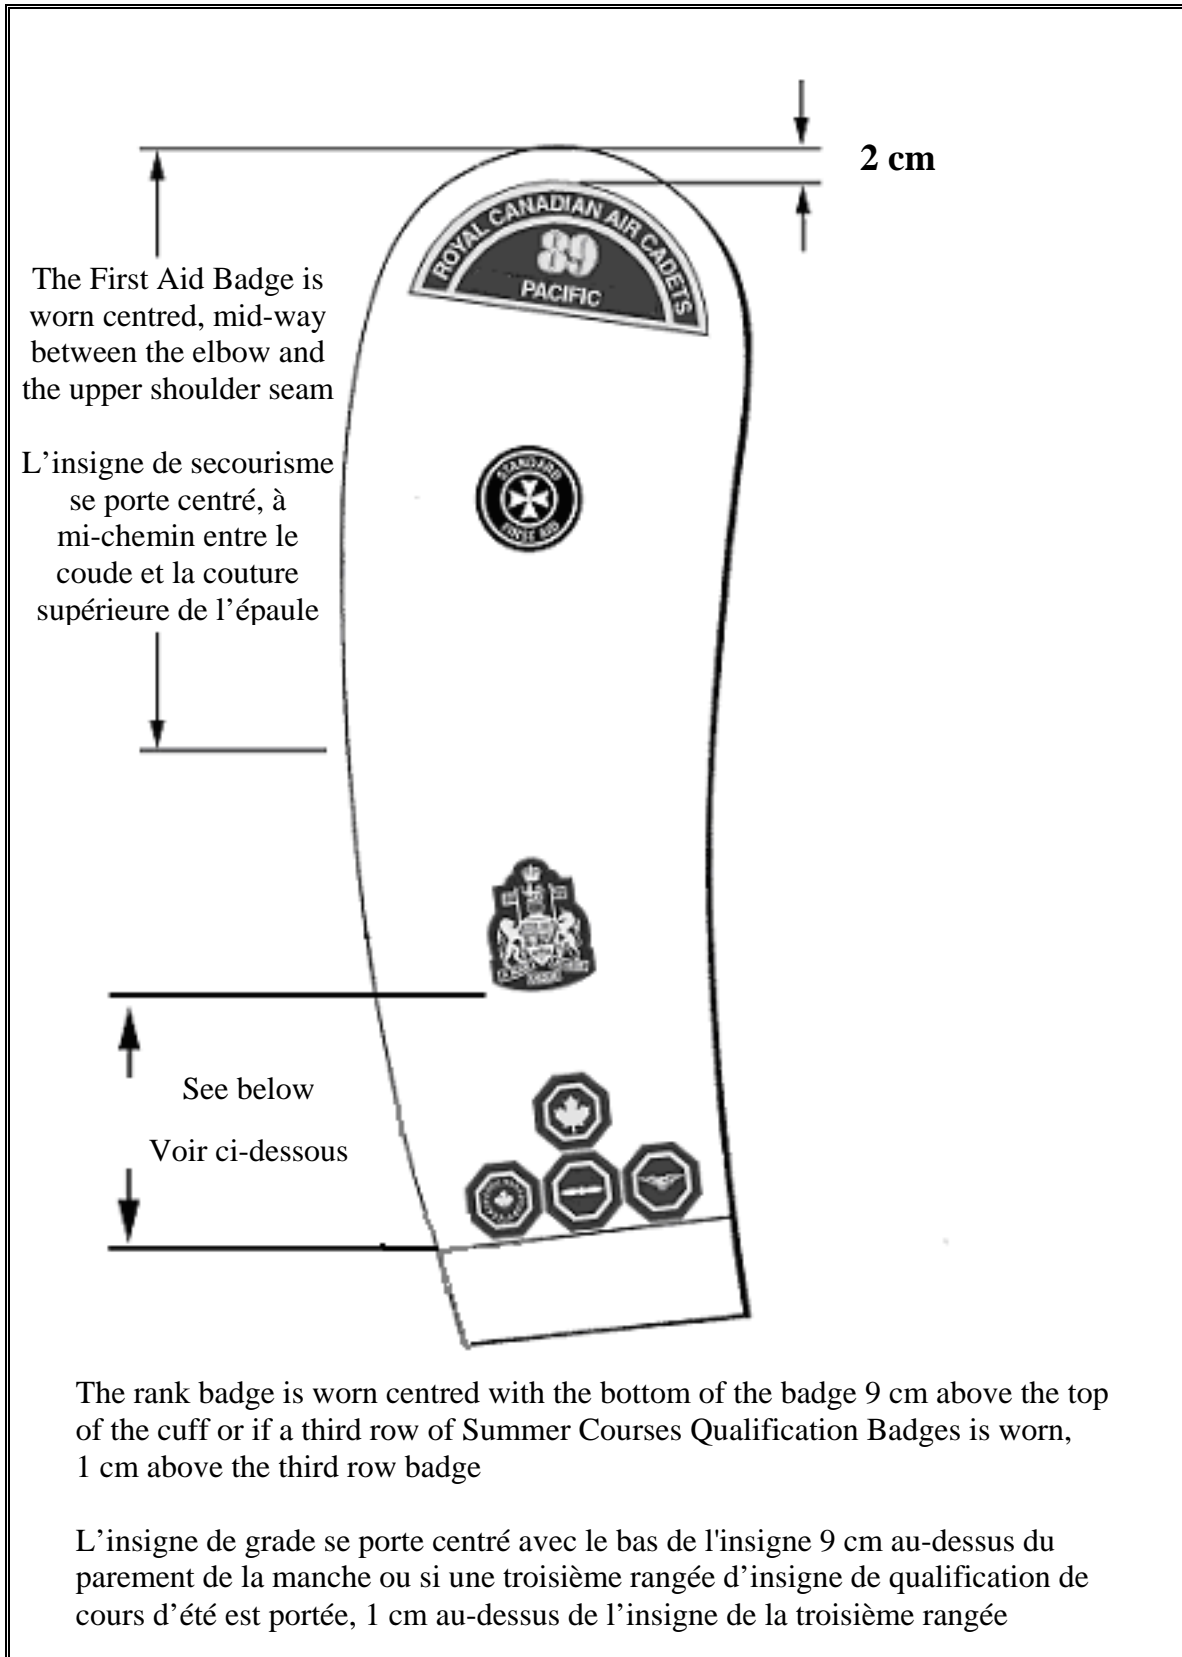 2 cm
ROYAL CANADIAN AIR CADETS
89
PACIFIC
The First Aid Badge is
worn centred, mid-way
between the elbow and
the upper shoulder seam
L’insigne de secourisme
se porte centré, à
mi-chemin entre le
coude et la couture
supérieure de l’épaule
STANDARD
FIRST AID
See below
Voir ci-dessous
The rank badge is worn centred with the bottom of the badge 9 cm above the top
of the cuff or if a third row of Summer Courses Qualification Badges is worn,
1 cm above the third row badge
L’insigne de grade se porte centré avec le bas de l'insigne 9 cm au-dessus du
parement de la manche ou si une troisième rangée d’insigne de qualification de
cours d’été est portée, 1 cm au-dessus de l’insigne de la troisième rangée